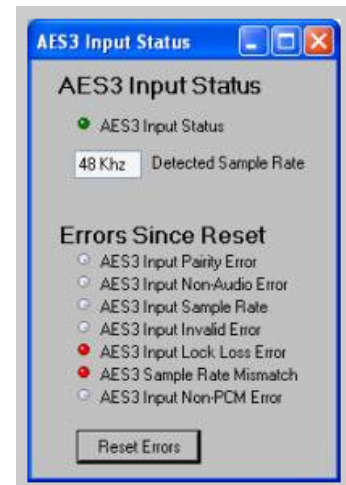 AES3 Input Status
AES3 Input Status
AES3 Input Status
48 Khz Detected Sample Rate
Errors Since Reset
AES3 Input Pairity Error
AES3 Input Non-Audio Error
AES3 Input Sample Rate
AES3 Input Invalid Error
AES3 Input Lock Loss Error
AES3 Sample Rate Mismatch
AES3 Input Non-PCM Error
Reset Errors